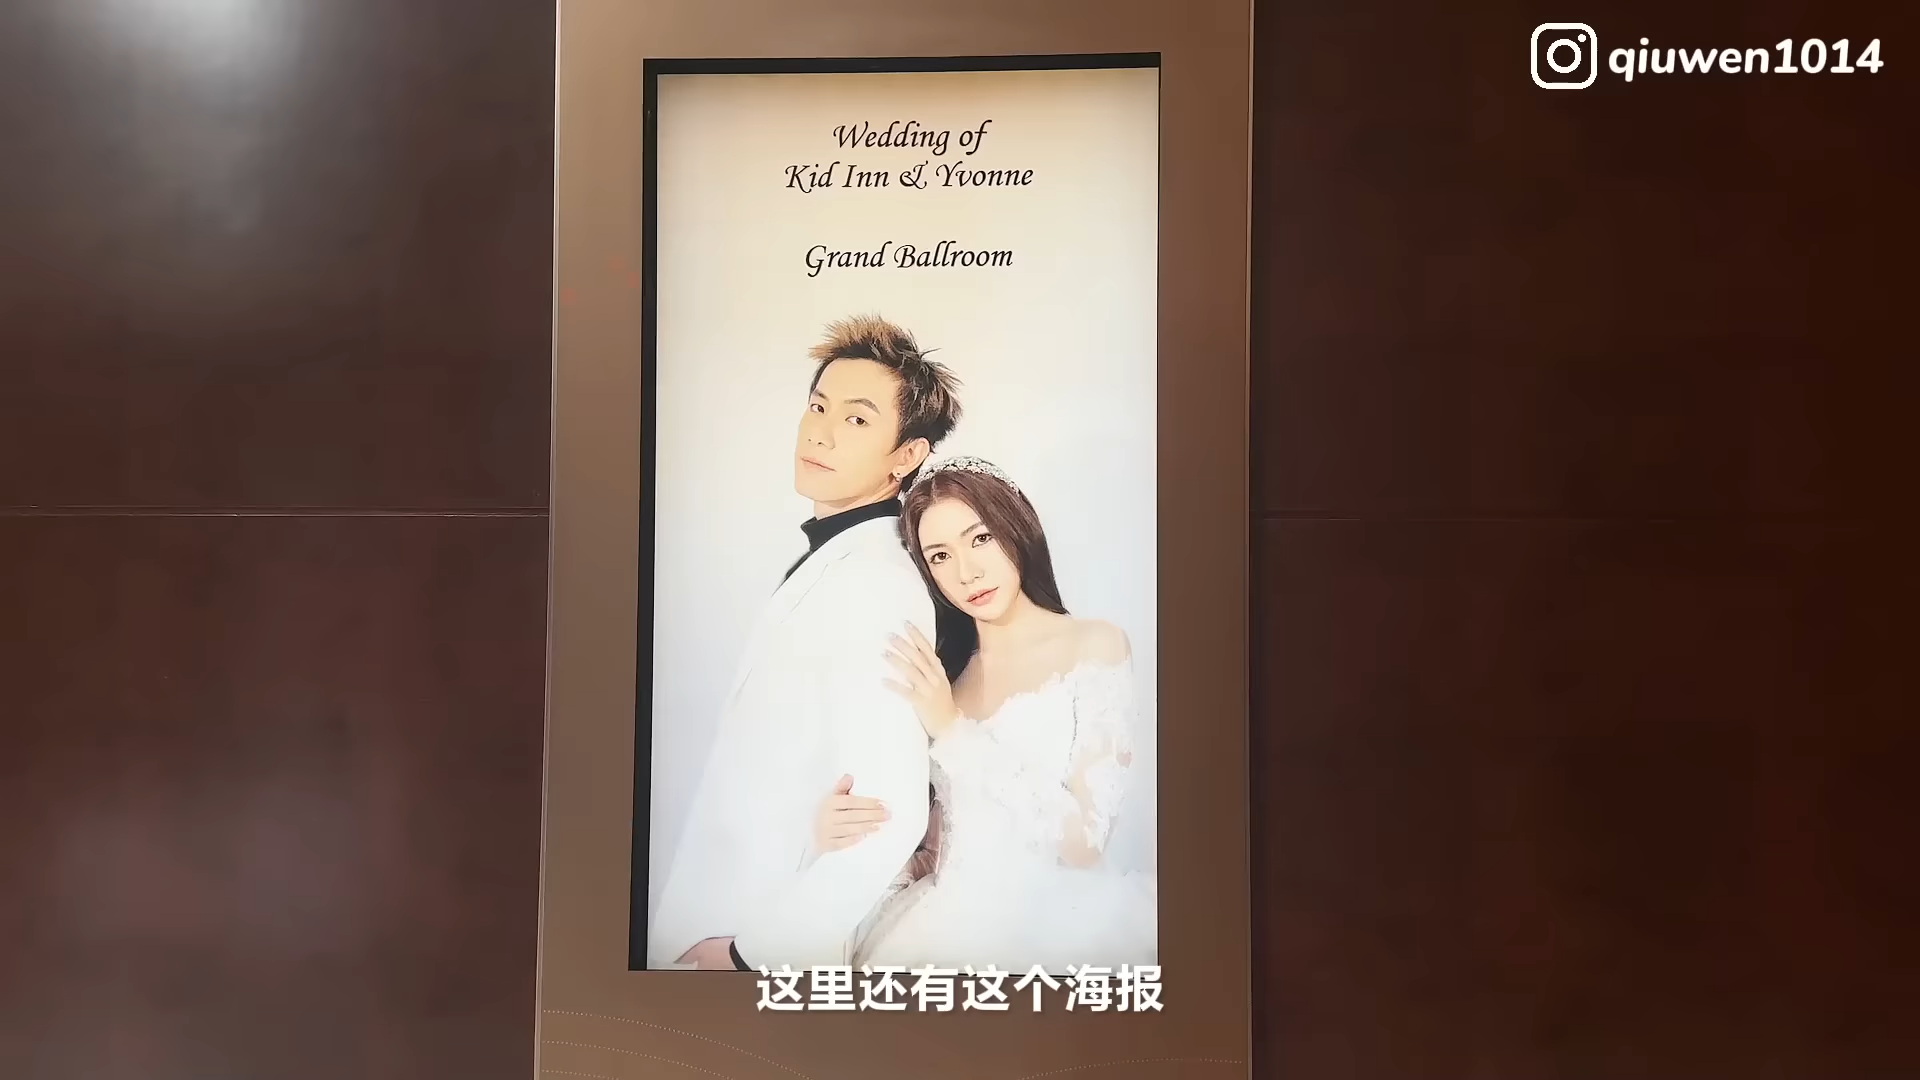 qiuwen1014
Wedding of
Kid Inn & Yvonne
Grand Ballroom
这里还有这个海报